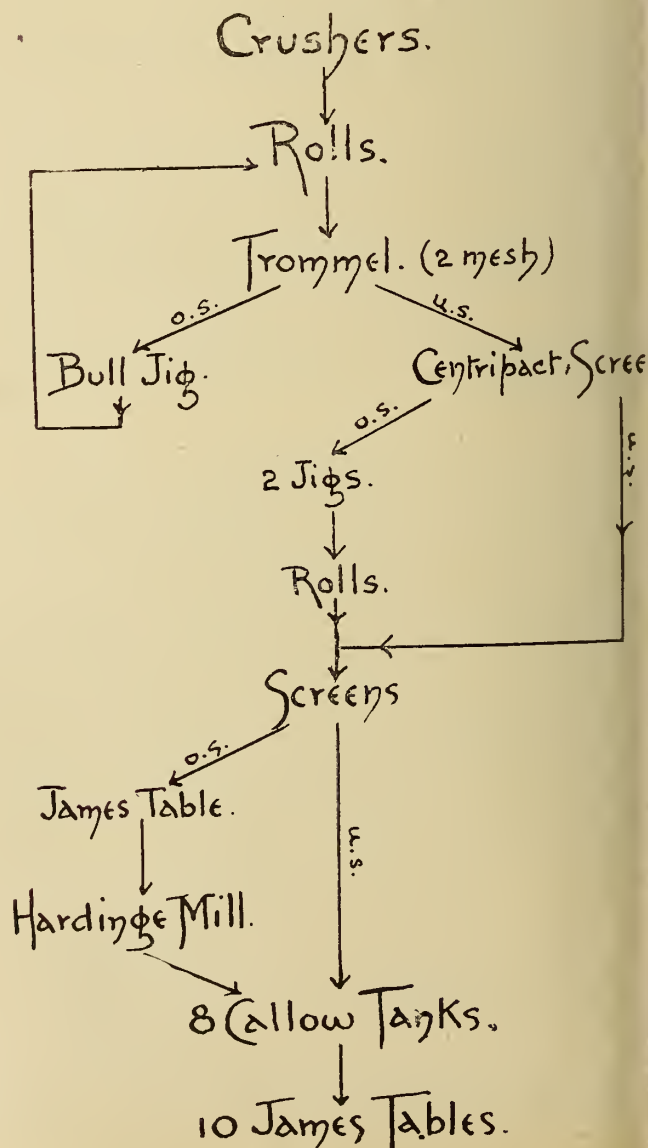 Crushers.
Rolls.
Trommel. (2 mesh)
o.s.
u.s.
Bull Jig.
Centripact. Scree
o.s.
u.s.
2 Jigs.
Rolls.
Screens
o.s.
u.s.
James Table.
Hardinge Mill.
8 Callow Tanks.
10 James Tables.